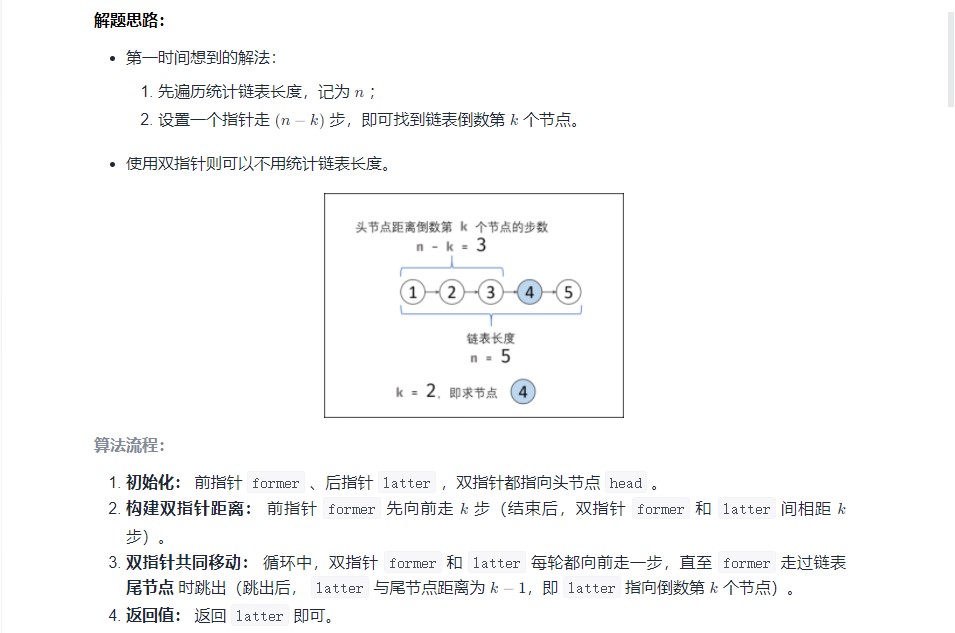 解题思路：
• 第一时间想到的解法：
1. 先遍历统计链表长度，记为 n ；
2. 设置一个指针走 (n − k) 步，即可找到链表倒数第 k 个节点。
• 使用双指针则可以不用统计链表长度。
头节点距离倒数第 k 个节点的步数
n - k = 3
1 2 3 4 5
链表长度
n = 5
k = 2，即求节点 4
算法流程：
1. 初始化： 前指针 former 、后指针 latter ，双指针都指向头节点 head 。
2. 构建双指针距离： 前指针 former 先向前走 k 步（结束后，双指针 former 和 latter 间相距 k
步）。
3. 双指针共同移动： 循环中，双指针 former 和 latter 每轮都向前走一步，直至 former 走过链表
尾节点 时跳出（跳出后， latter 与尾节点距离为 k − 1，即 latter 指向倒数第 k 个节点）。
4. 返回值： 返回 latter 即可。